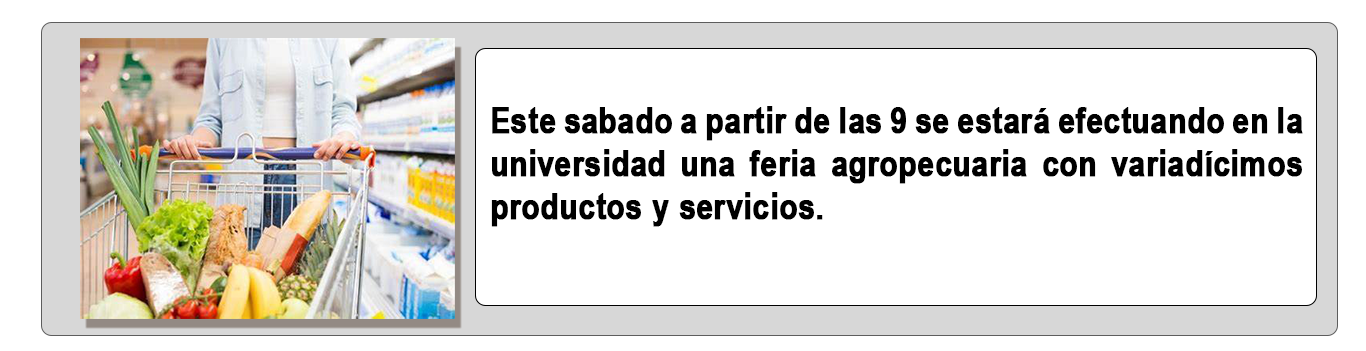 Este sabado a partir de las 9 se estará efectuando en la
universidad una feria agropecuaria con variadícimos
productos y servicios.